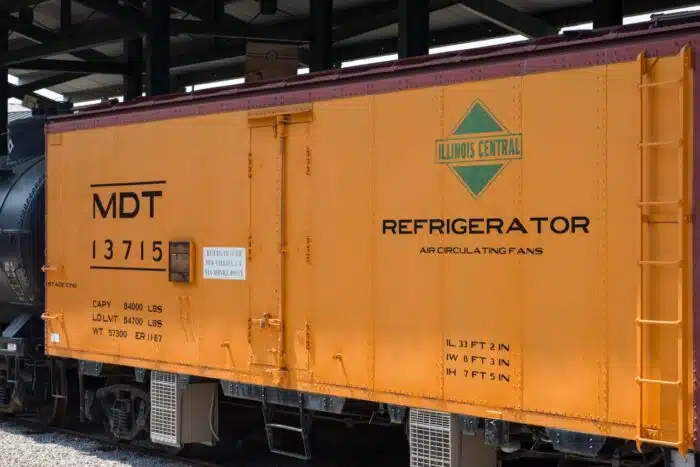 ILLINOIS CENTRAL
MDT
13715
REFRIGERATOR
AIR CIRCULATING FANS
CAPY 84000 LBS
LD LMT 84700 LBS
WT 57300 ER 11 67
IL 33 FT 2 IN
IW 8 FT 3 IN
IH 7 FT 5 IN